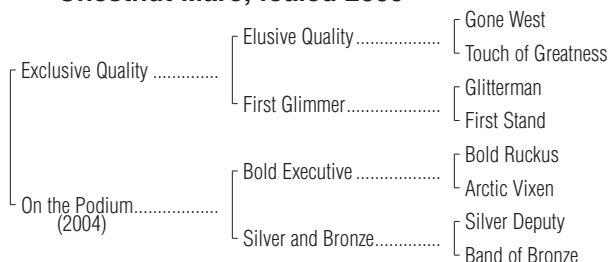 Gone West
Elusive Quality ..................
Touch of Greatness
Exclusive Quality ..............
Glitterman
First Glimmer....................
First Stand
Bold Ruckus
Bold Executive ..................
Arctic Vixen
On the Podium..................
(2004)
Silver Deputy
Silver and Bronze..............
Band of Bronze